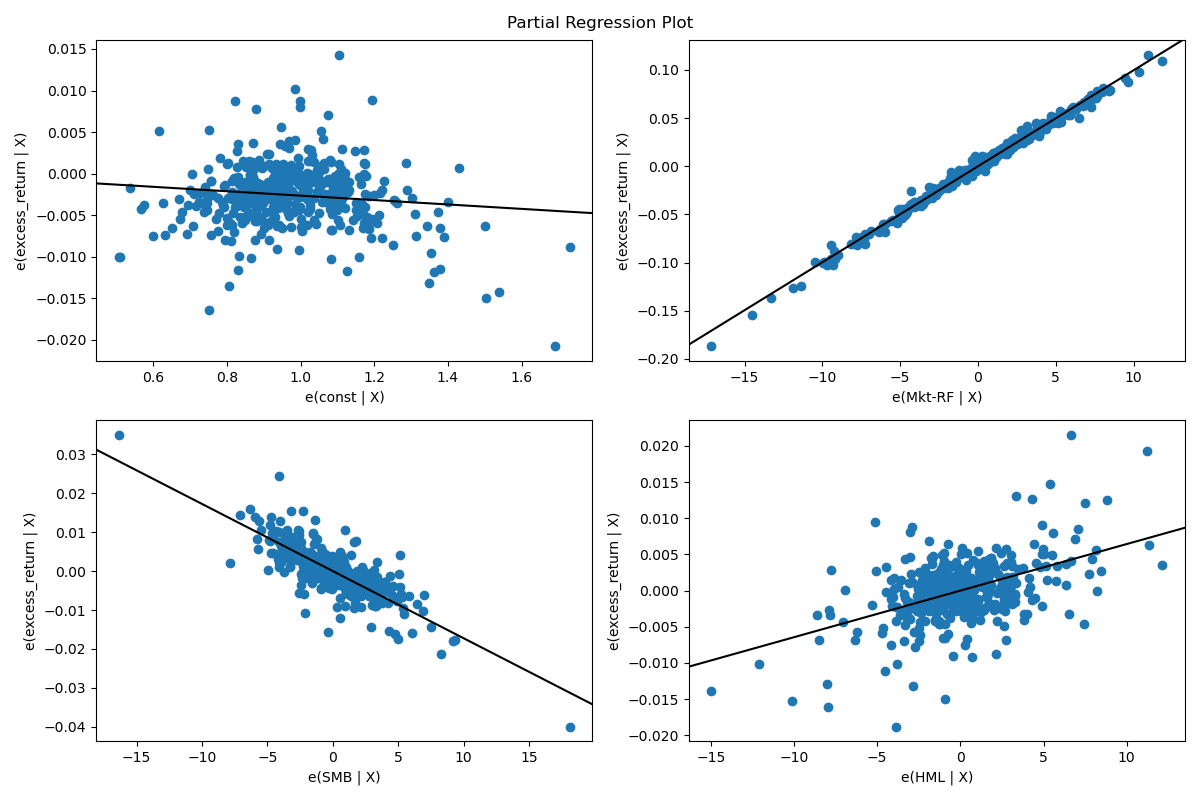 Partial Regression Plot
0.015
0.010
0.005
0.000
−0.005
−0.010
−0.015
−0.020
e(excess_return | X)
0.6 0.8 1.0 1.2 1.4 1.6
e(const | X)
0.10
0.05
0.00
−0.05
−0.10
−0.15
−0.20
e(excess_return | X)
−15 −10 −5 0 5 10
e(Mkt-RF | X)
0.03
0.02
0.01
0.00
−0.01
−0.02
−0.03
−0.04
e(excess_return | X)
−15 −10 −5 0 5 10 15
e(SMB | X)
0.020
0.015
0.010
0.005
0.000
−0.005
−0.010
−0.015
−0.020
e(excess_return | X)
−15 −10 −5 0 5 10
e(HML | X)